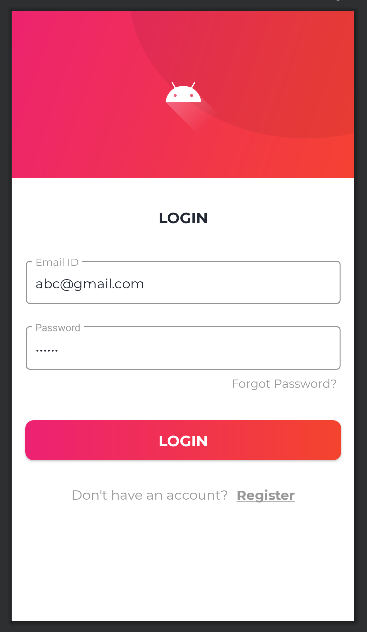 LOGIN
Email ID
abc@gmail.com
Password
······
Forgot Password?
LOGIN
Don't have an account? Register